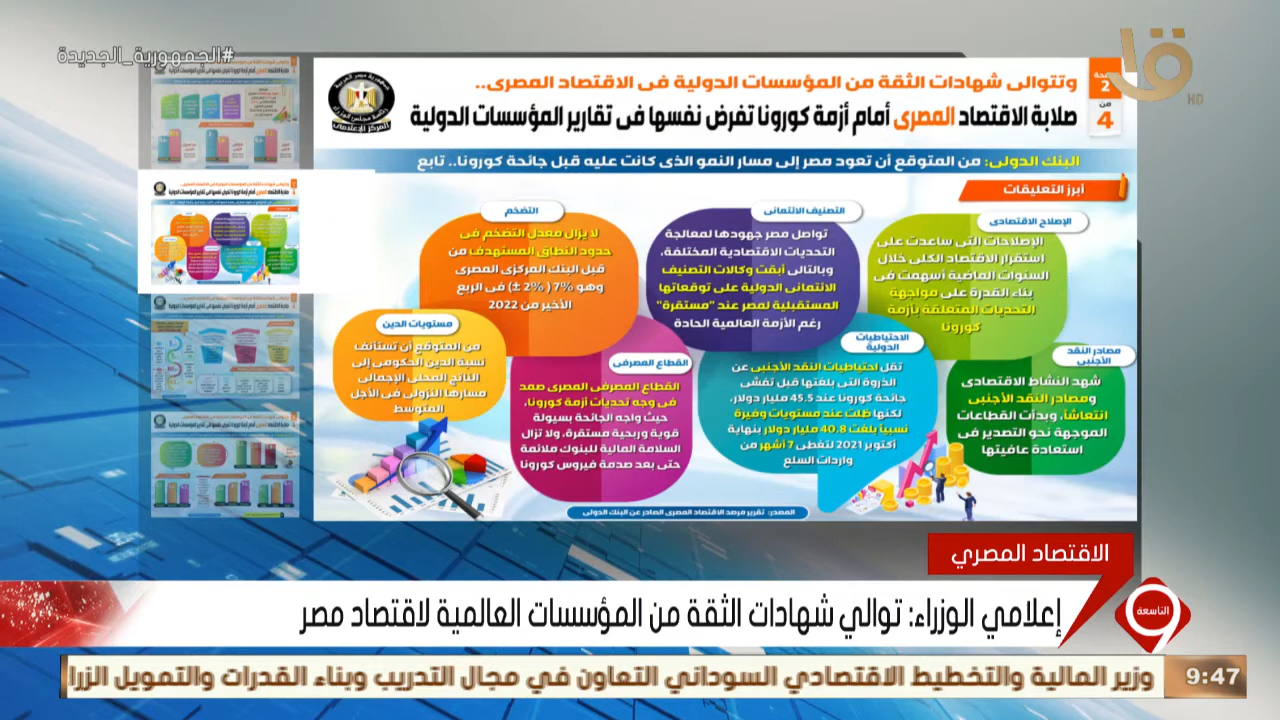 #الجمهورية_الجديدة
HD
2
من
4
وتتوالى شهادات الثقة من المؤسسات الدولية فى الاقتصاد المصرى..
صلابة الاقتصاد المصرى أمام أزمة كورونا تفرض نفسها فى تقارير المؤسسات الدولية
البنك الدولى: من المتوقع أن تعود مصر إلى مسار النمو الذى كانت عليه قبل جائحة كورونا.. تابع
أبرز التعليقات
الإصلاح الاقتصادى
الإصلاحات التى ساعدت على
استقرار الاقتصاد الكلى خلال
السنوات الماضية أسهمت فى
بناء القدرة على مواجهة
التحديات المتعلقة بأزمة
كورونا
التصنيف الائتمانى
تواصل مصر جهودها لمعالجة
التحديات الاقتصادية المختلفة،
وبالتالى أبقت وكالات التصنيف
الائتمانى الدولية على توقعاتها
المستقبلية لمصر عند "مستقرة"
رغم الأزمة العالمية الحادة
التضخم
لا يزال معدل التضخم فى
حدود النطاق المستهدف من
قبل البنك المركزى المصرى
وهو 7% (± 2%) فى الربع
الأخير من 2022
مصادر النقد
الأجنبى
شهد النشاط الاقتصادى
ومصادر النقد الأجنبى
انتعاشاً، وبدأت القطاعات
الموجهة نحو التصدير فى
استعادة عافيتها
الاحتياطيات
الدولية
تقل احتياطيات النقد الأجنبى عن
الذروة التى بلغتها قبل تفشى
جائحة كورونا عند 45.5 مليار دولار،
لكنها ظلت عند مستويات وفيرة
نسبياً بلغت 40.8 مليار دولار بنهاية
أكتوبر 2021 لتغطى 7 أشهر من
واردات السلع
القطاع المصرفى
القطاع المصرفى المصرى صمد
فى وجه تحديات أزمة كورونا،
حيث واجه الجائحة بسيولة
قوية وربحية مستقرة، ولا تزال
السلامة المالية للبنوك ملائمة
حتى بعد صدمة فيروس كورونا
مستويات الدين
من المتوقع أن تستأنف
نسبة الدين الحكومى إلى
الناتج المحلى الإجمالى
مسارها النزولى فى الأجل
المتوسط
المصدر: تقرير مرصد الاقتصاد المصرى الصادر عن البنك الدولى
الاقتصاد المصري
إعلامي الوزراء: توالي شهادات الثقة من المؤسسات العالمية لاقتصاد مصر
التاسعة
9:47
وزير المالية والتخطيط الاقتصادي السوداني التعاون في مجال التدريب وبناء القدرات والتمويل الزرا